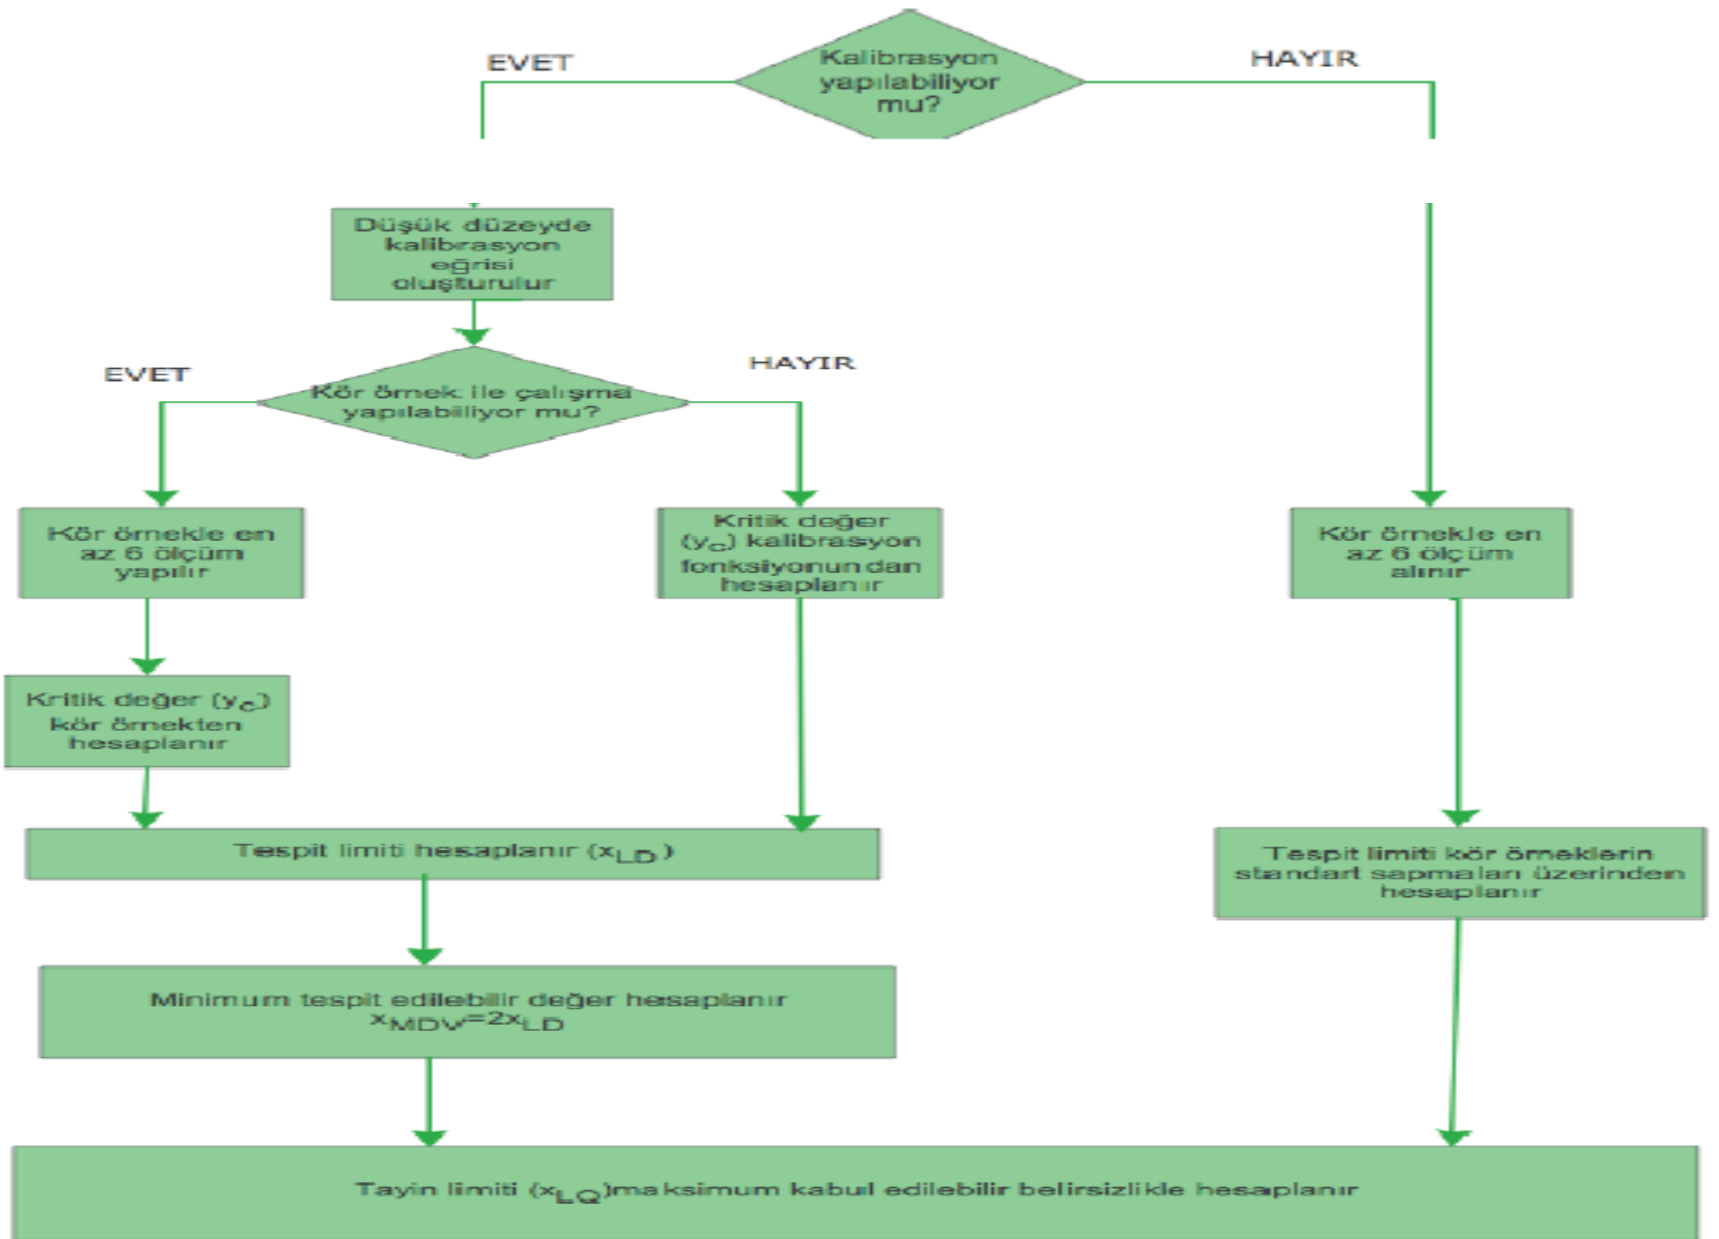 EVET
HAYIR
Kalibrasyon
yapılabiliyor
mu?
Düşük düzeyde
kalibrasyon
eğrisi
oluşturulur
EVET
HAYIR
Kör örnek ile çalışma
yapılabiliyor mu?
Kör örnekle en
az 6 ölçüm
yapılır
Kritik değer
(yC) kalibrasyon
fonksiyonundan
hesaplanır
Kör örnekle en
az 6 ölçüm
alınır
Kritik değer (yC)
kör örnekten
hesaplanır
Tespit limiti hesaplanır (xLD )
Tespit limiti kör örneklerin
standart sapmaları üzerinden
hesaplanır
Minimum tespit edilebilir değer hesaplanır
xMDV=2xLD
Tayin limiti (xLQ)maksimum kabul edilebilir belirsizlikle hesaplanır